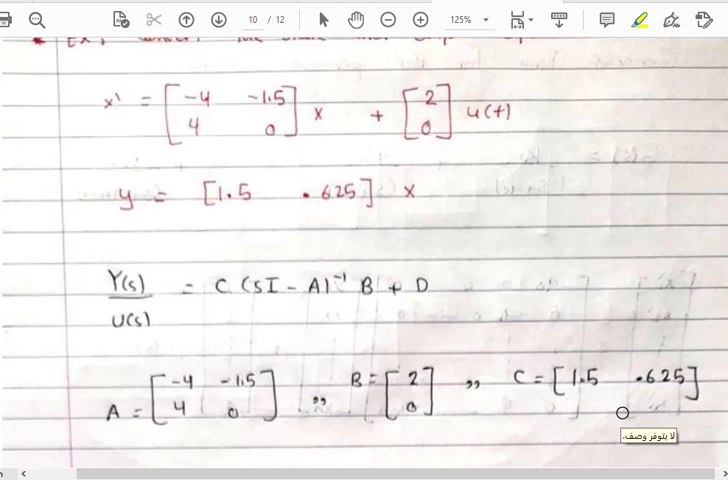 10 / 12
125%
x' = [-4 -1.5
4 0] x + [2
0] u(t)
y = [1.5 .625] x
Y(s)
U(s) = C (sI - A)⁻¹ B + D
A = [-4 -1.5
4 0] ,, B = [2
0] ,, C = [1.5 .625]
لا يتوفر وصف.